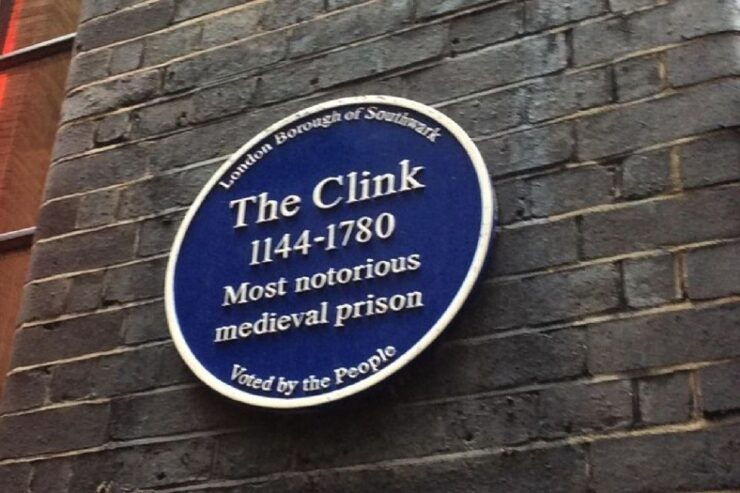 London Borough of Southwark
The Clink
1144-1780
Most notorious
medieval prison
Voted by the People